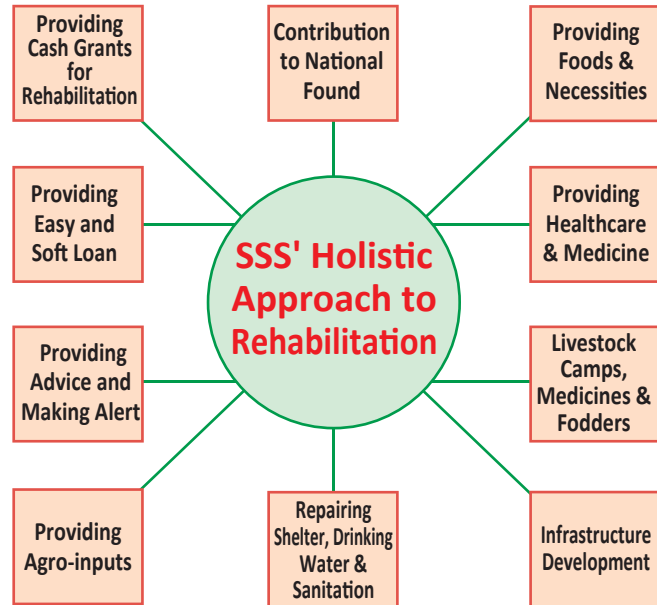 Providing
Cash Grants
for
Rehabilitation
Contribution
to National
Found
Providing
Foods &
Necessities
Providing
Easy and
Soft Loan
SSS' Holistic
Approach to
Rehabilitation
Providing
Healthcare
& Medicine
Providing
Advice and
Making Alert
Livestock
Camps,
Medicines &
Fodders
Providing
Agro-inputs
Repairing
Shelter, Drinking
Water &
Sanitation
Infrastructure
Development